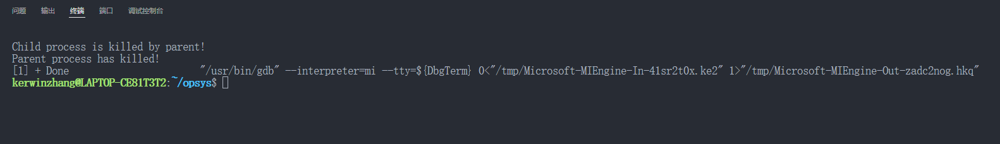 问题 输出 终端 端口 调试控制台
Child process is killed by parent!
Parent process has killed!
[1] + Done "/usr/bin/gdb" --interpreter=mi --tty=${DbgTerm} 0<"/tmp/Microsoft-MIEngine-In-41sr2t0x.ke2" 1>"/tmp/Microsoft-MIEngine-Out-zadc2nog.hkq"
kerwinzhang@LAPTOP-CE81T3T2:~/opsys$